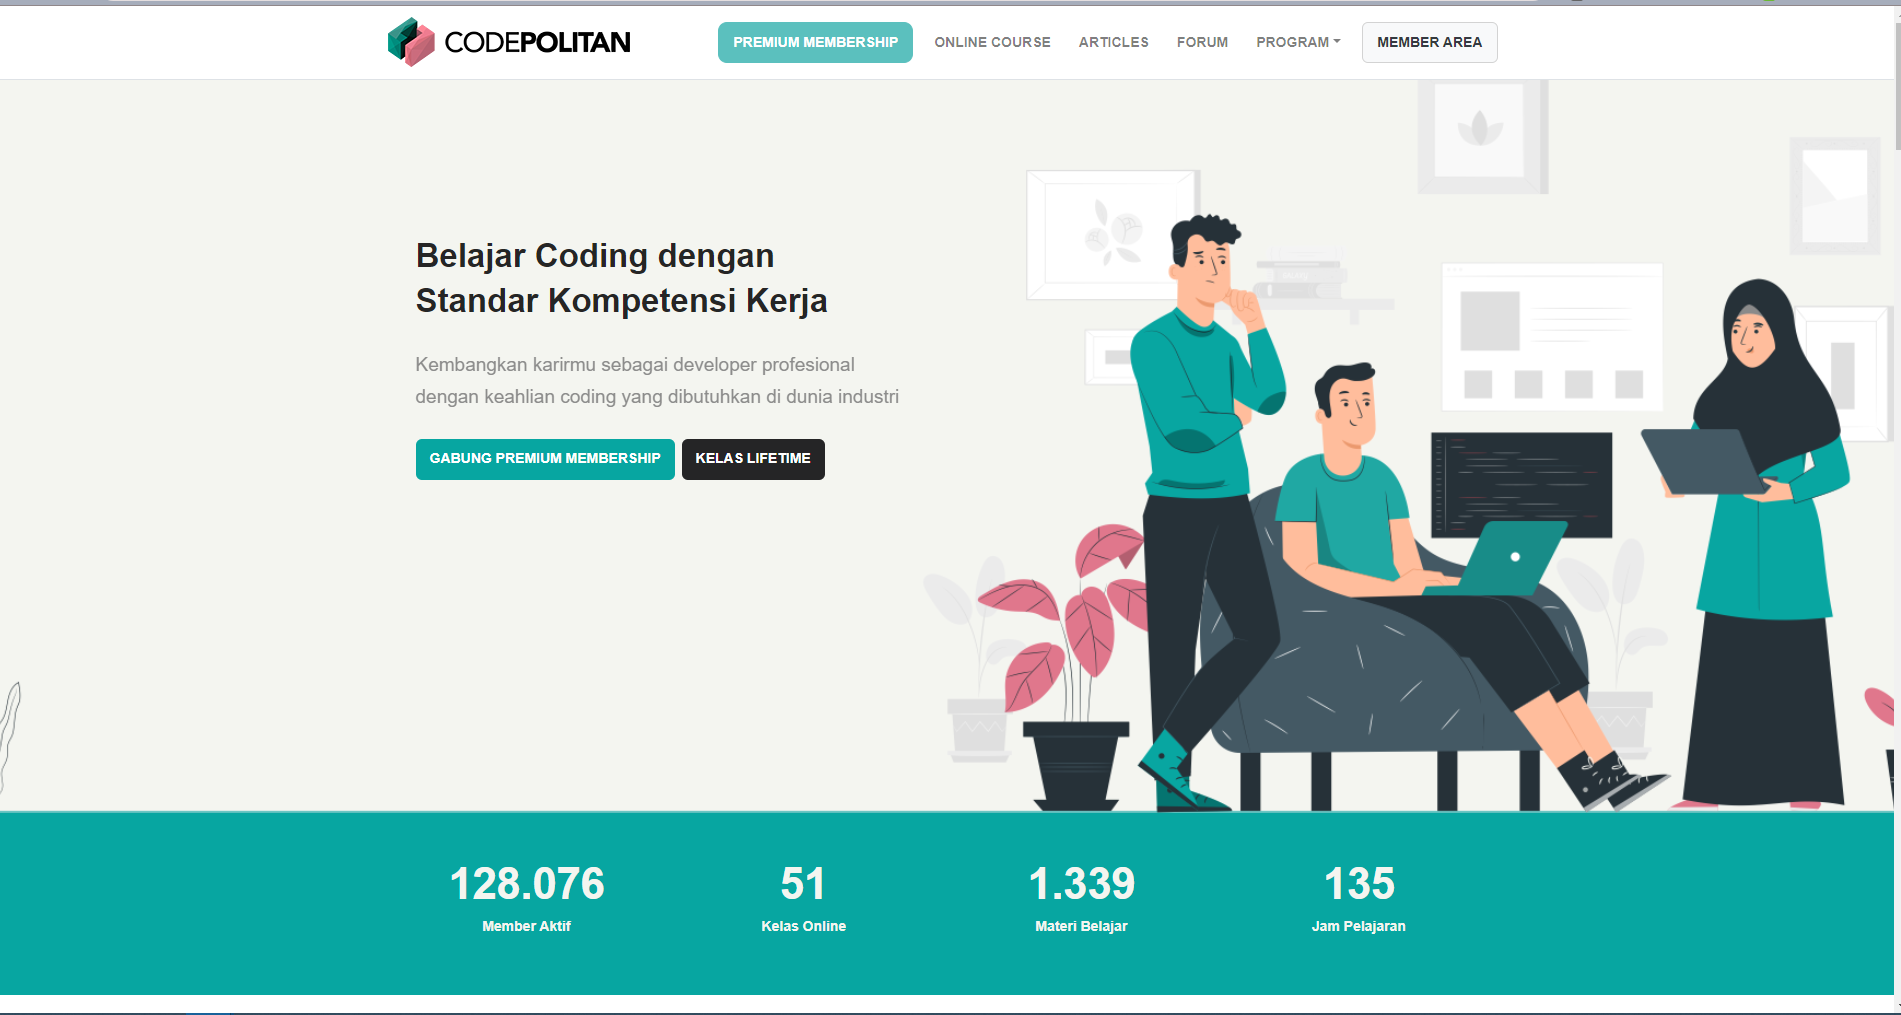 CODEPOLITAN
PREMIUM MEMBERSHIP
ONLINE COURSE
ARTICLES
FORUM
PROGRAM
MEMBER AREA
Belajar Coding dengan
Standar Kompetensi Kerja
Kembangkan karirmu sebagai developer profesional
dengan keahlian coding yang dibutuhkan di dunia industri
GABUNG PREMIUM MEMBERSHIP
KELAS LIFETIME
128.076
Member Aktif
51
Kelas Online
1.339
Materi Belajar
135
Jam Pelajaran